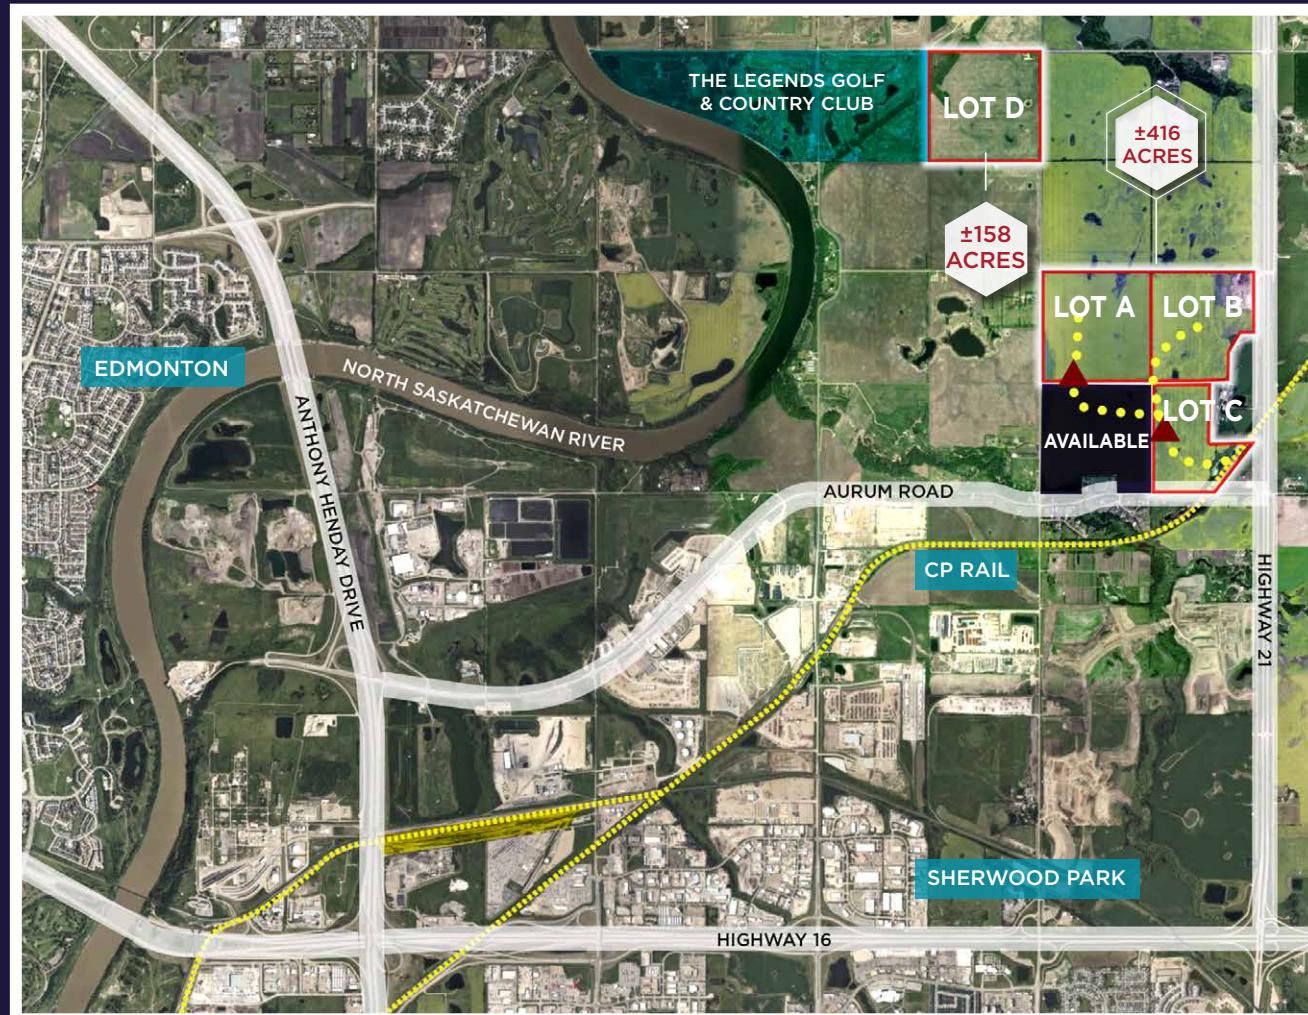 THE LEGENDS GOLF
& COUNTRY CLUB
LOT D
±416
ACRES
±158
ACRES
LOT A
LOT B
EDMONTON
NORTH SASKATCHEWAN RIVER
ANTHONY HENDAY DRIVE
LOT C
AVAILABLE
AURUM ROAD
CP RAIL
HIGHWAY 21
SHERWOOD PARK
HIGHWAY 16